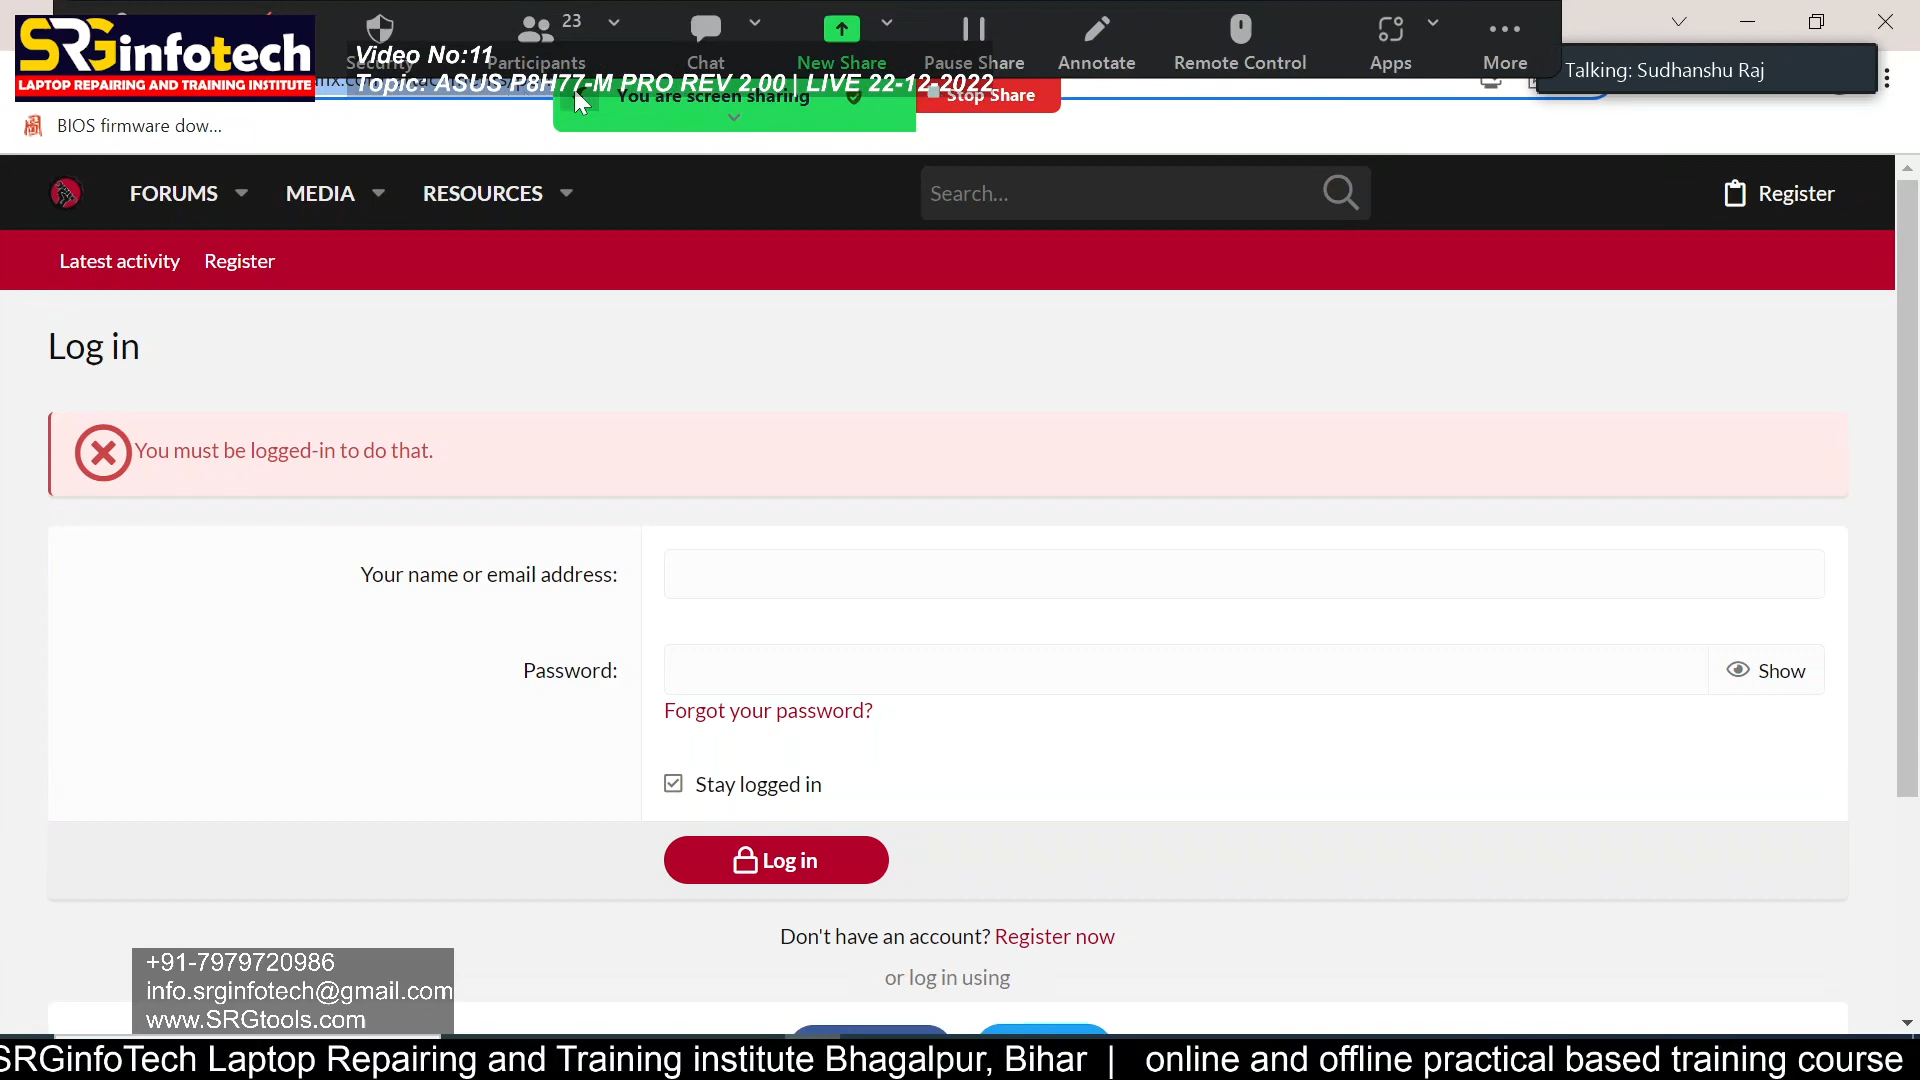 SRGinfotech
LAPTOP REPAIRING AND TRAINING INSTITUTE
Video No:11
Topic: ASUS P8H77-M PRO REV 2.00 | LIVE 22-12-2022
Security
23
Participants
Chat
New Share
Pause Share
Annotate
Remote Control
Apps
More
Talking: Sudhanshu Raj
You are screen sharing
Stop Share
BIOS firmware dow...
FORUMS
MEDIA
RESOURCES
Search...
Register
Latest activity
Register
Log in
You must be logged-in to do that.
Your name or email address:
Password:
Show
Forgot your password?
Stay logged in
Log in
Don't have an account? Register now
or log in using
+91-7979720986
info.srginfotech@gmail.com
www.SRGtools.com
SRGinfoTech Laptop Repairing and Training institute Bhagalpur, Bihar | online and offline practical based training course